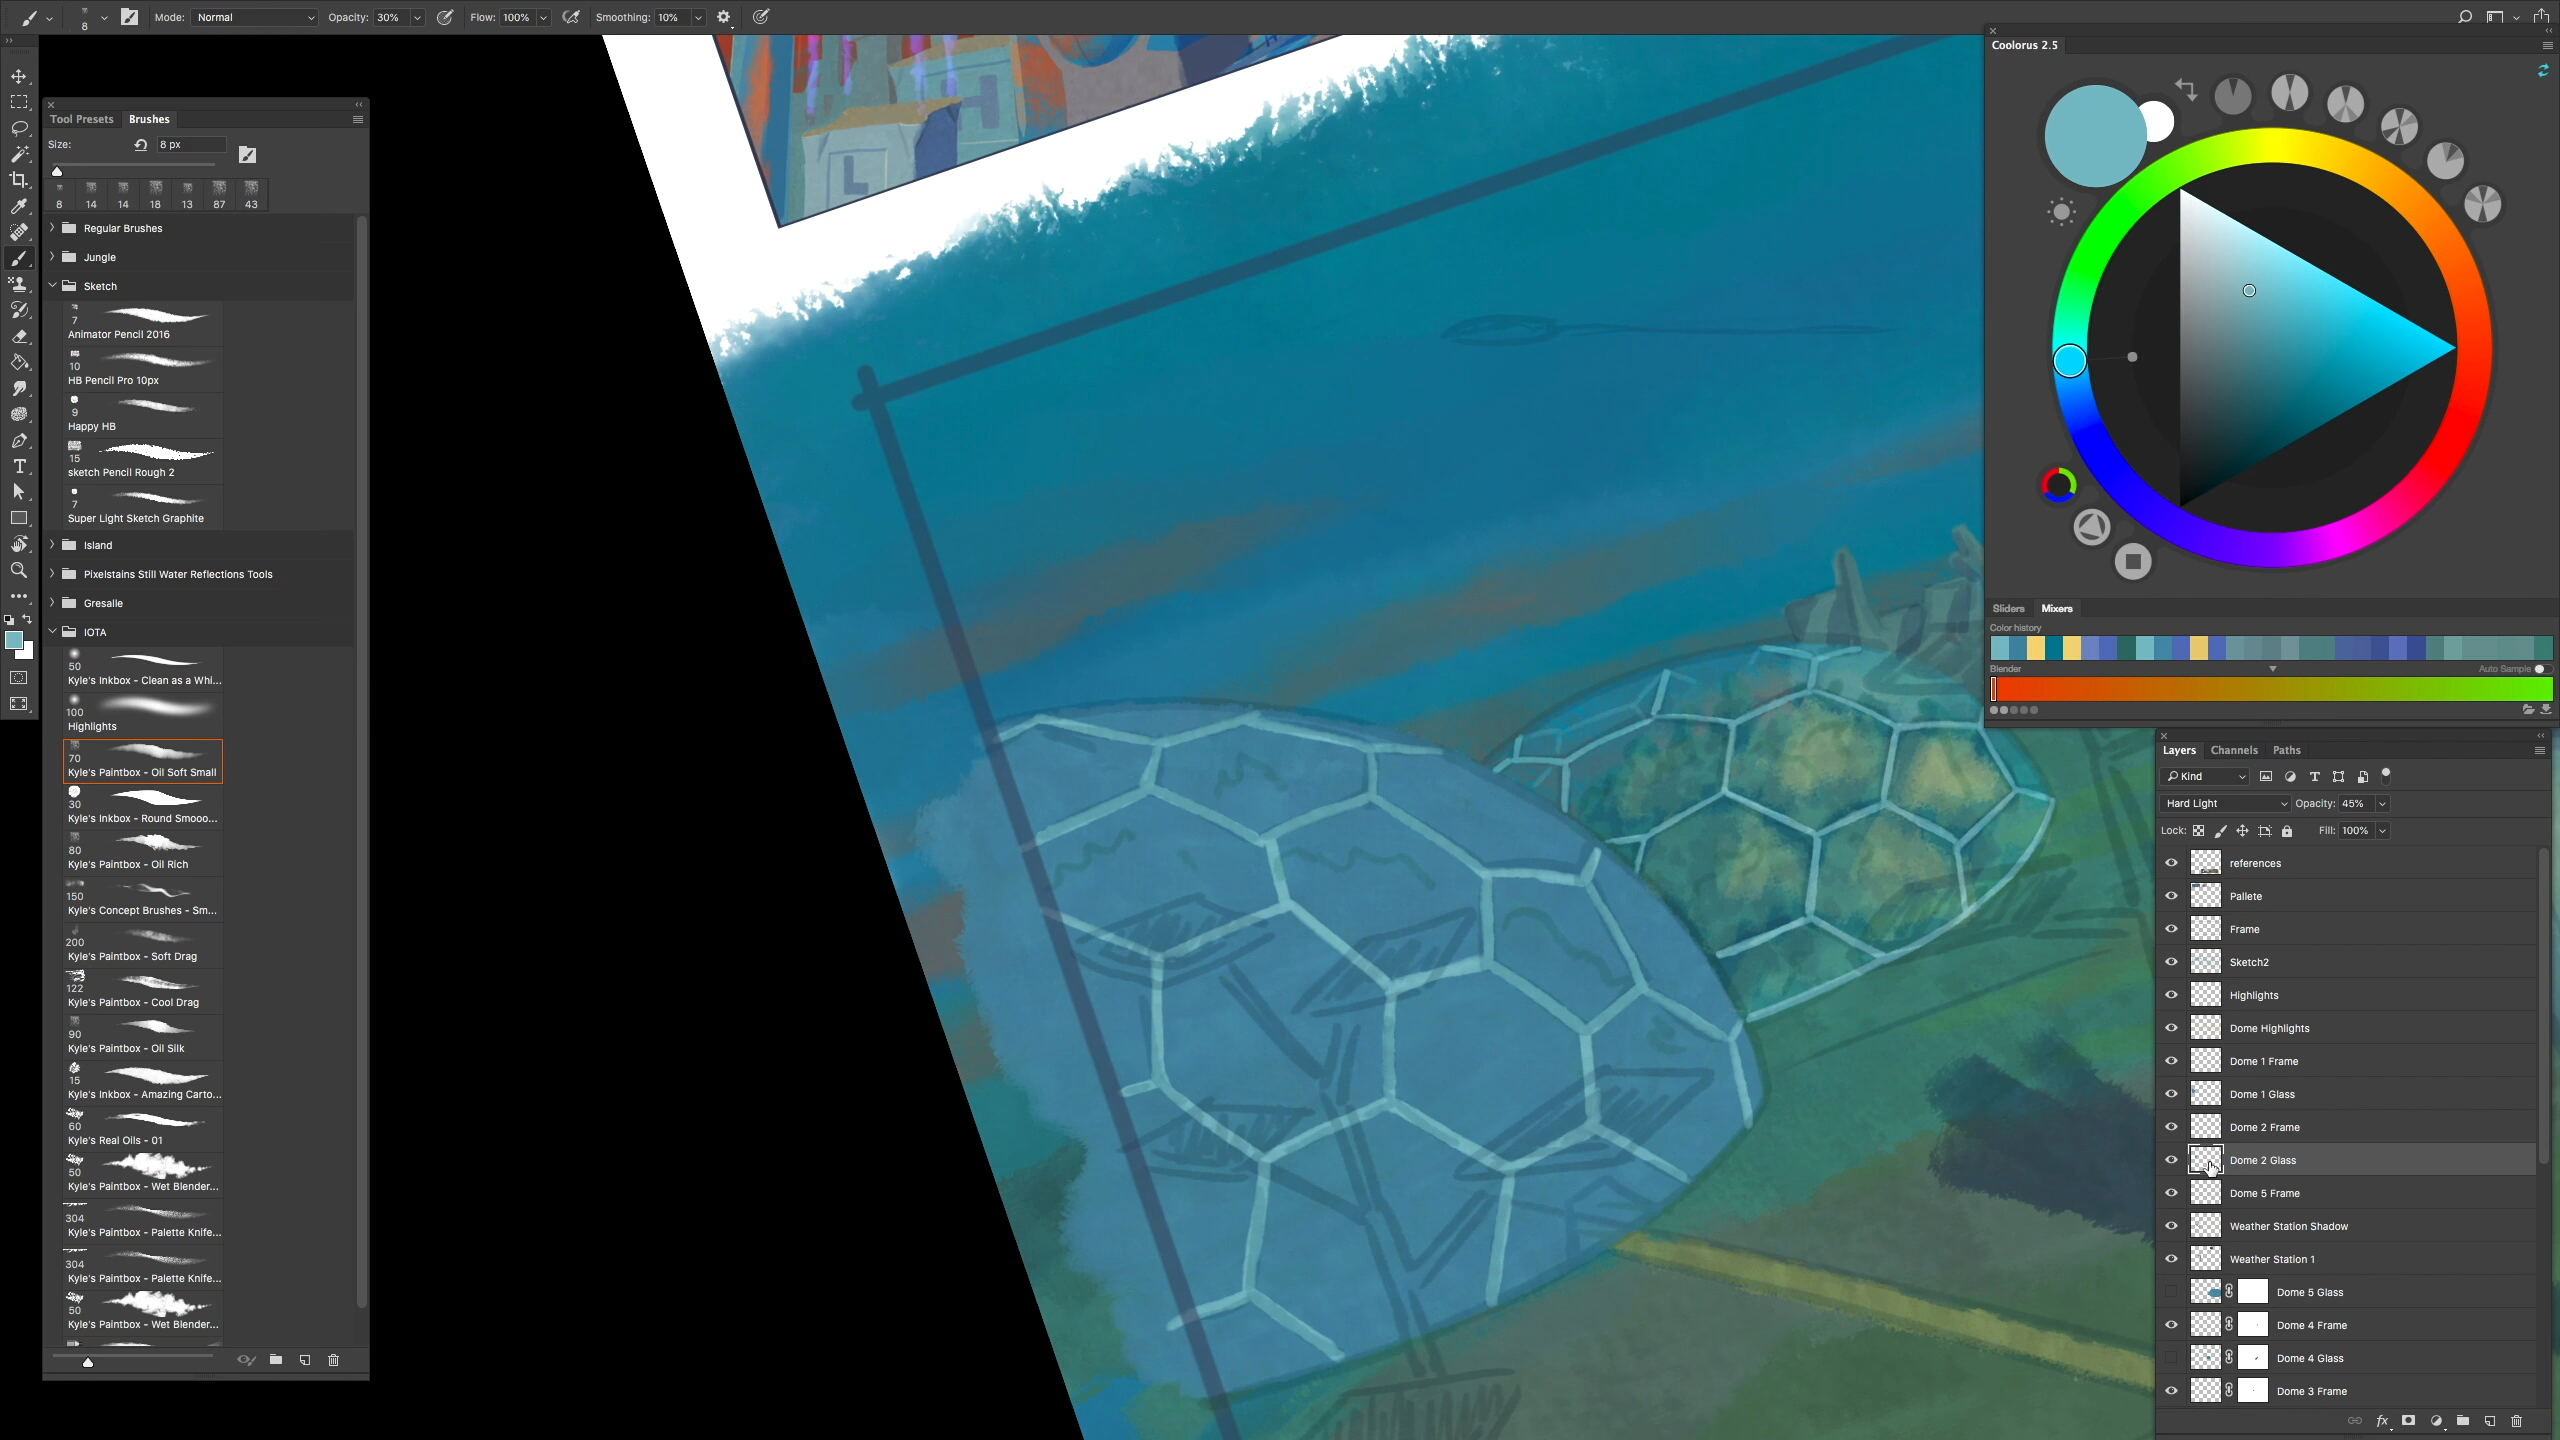 Mode: Normal Opacity: 30% Flow: 100% Smoothing: 10%
8
Coolorus 2.5
Tool Presets Brushes
Size: 8 px
8 14 14 18 13 87 43
Regular Brushes
Jungle
Sketch
7
Animator Pencil 2016
10
HB Pencil Pro 10px
9
Happy HB
15
sketch Pencil Rough 2
7
Super Light Sketch Graphite
Island
Pixelstains Still Water Reflections Tools
Gresalle
IOTA
50
Kyle's Inkbox - Clean as a Whi...
100
Highlights
70
Kyle's Paintbox - Oil Soft Small
30
Kyle's Inkbox - Round Smooo...
80
Kyle's Paintbox - Oil Rich
150
Kyle's Concept Brushes - Sm...
200
Kyle's Paintbox - Soft Drag
122
Kyle's Paintbox - Cool Drag
90
Kyle's Paintbox - Oil Silk
15
Kyle's Inkbox - Amazing Carto...
60
Kyle's Real Oils - 01
50
Kyle's Paintbox - Wet Blender...
304
Kyle's Paintbox - Palette Knife...
304
Kyle's Paintbox - Palette Knife...
50
Kyle's Paintbox - Wet Blender...
H
L
Sliders Mixers
Color history
Blender Auto Sample
Layers Channels Paths
Kind
Hard Light Opacity: 45%
Lock: Fill: 100%
references
Pallete
Frame
Sketch2
Highlights
Dome Highlights
Dome 1 Frame
Dome 1 Glass
Dome 2 Frame
Dome 2 Glass
Dome 5 Frame
Weather Station Shadow
Weather Station 1
Dome 5 Glass
Dome 4 Frame
Dome 4 Glass
Dome 3 Frame
fx